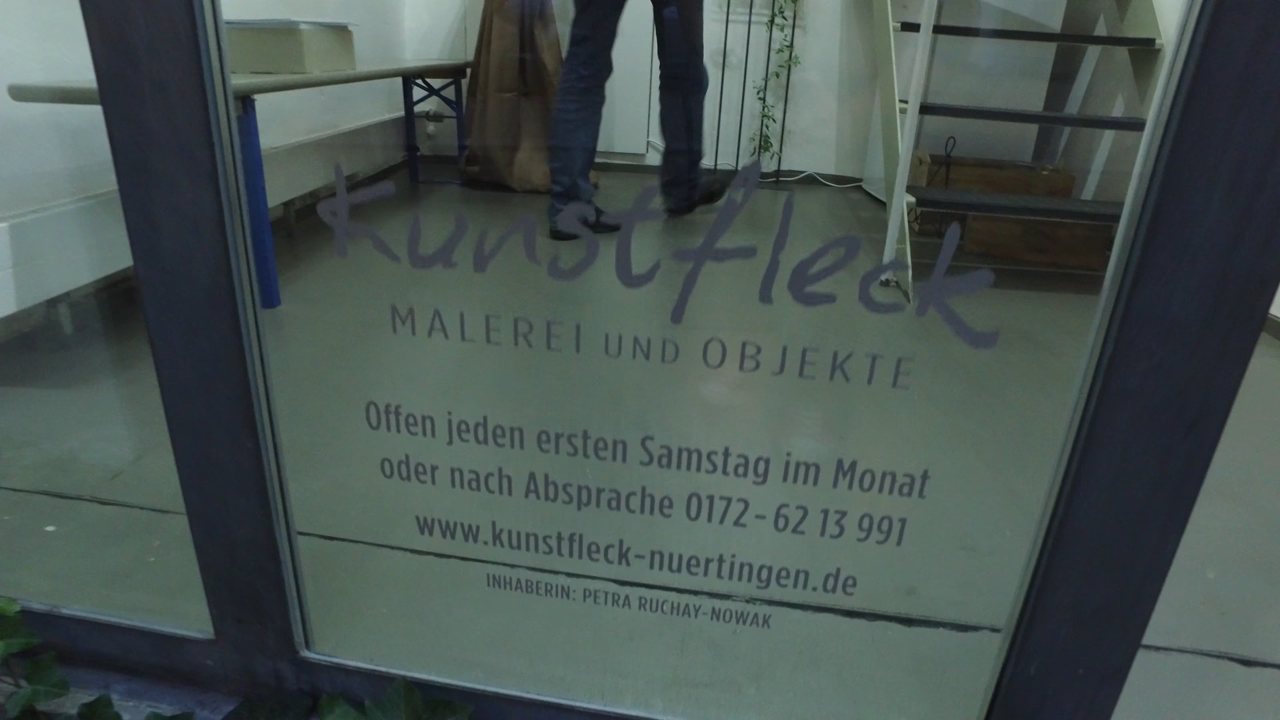 kunstfleck
MALEREI UND OBJEKTE
Offen jeden ersten Samstag im Monat
oder nach Absprache 0172-62 13 991
www.kunstfleck-nuertingen.de
INHABERIN: PETRA RUCHAY-NOWAK